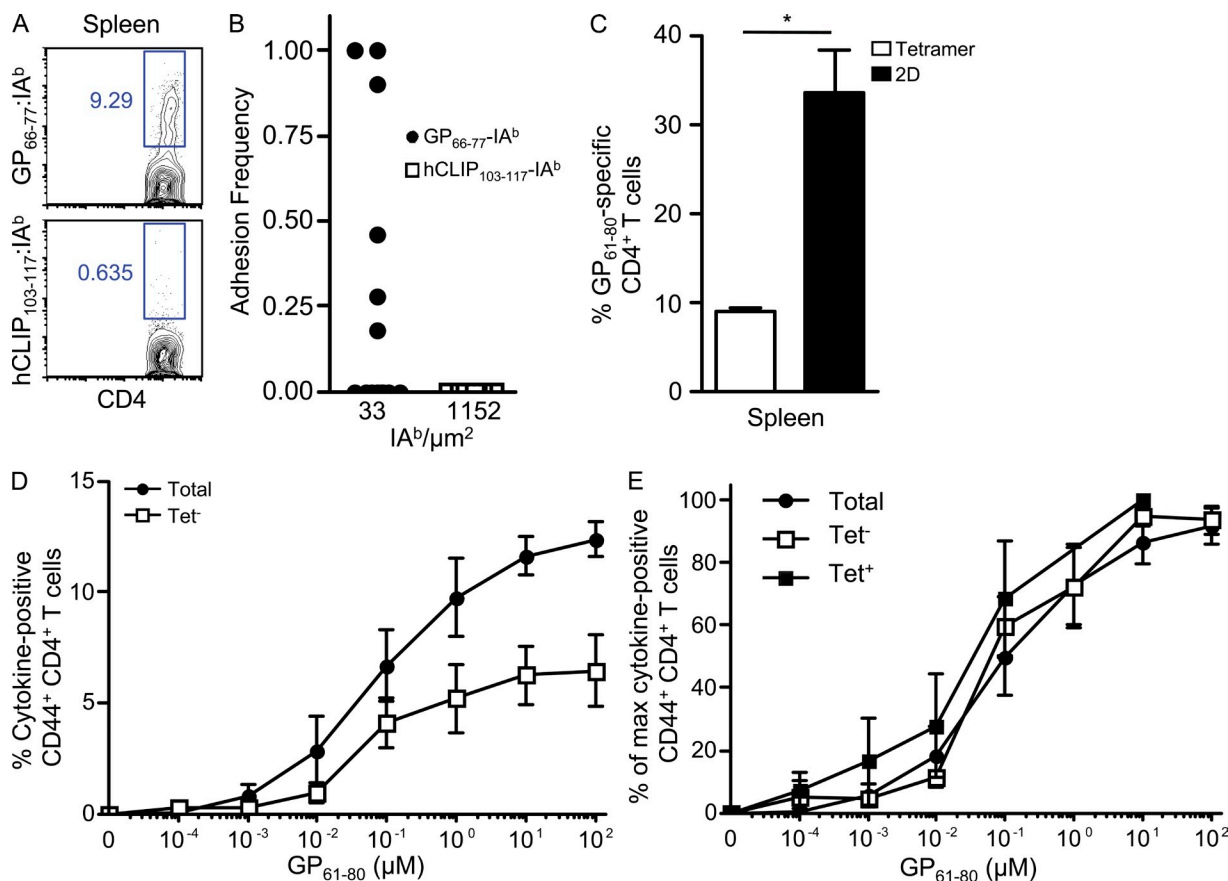 A
Spleen
GP66-77:IAb
9.29
hCLIP103-117:IAb
0.635
CD4
B
Adhesion Frequency
1.00
0.75
0.50
0.25
0.00
GP66-77-IAb
hCLIP103-117-IAb
33 1152
IAb/µm2
C
% GP61-80-specific
CD4+ T cells
40
30
20
10
0
*
Tetramer
2D
Spleen
D
% Cytokine-positive
CD44+ CD4+ T cells
15
10
5
0
Total
Tet-
0 10-4 10-3 10-2 10-1 100 101 102
GP61-80 (µM)
E
% of max cytokine-positive
CD44+ CD4+ T cells
100
80
60
40
20
0
Total
Tet-
Tet+
0 10-4 10-3 10-2 10-1 100 101 102
GP61-80 (µM)